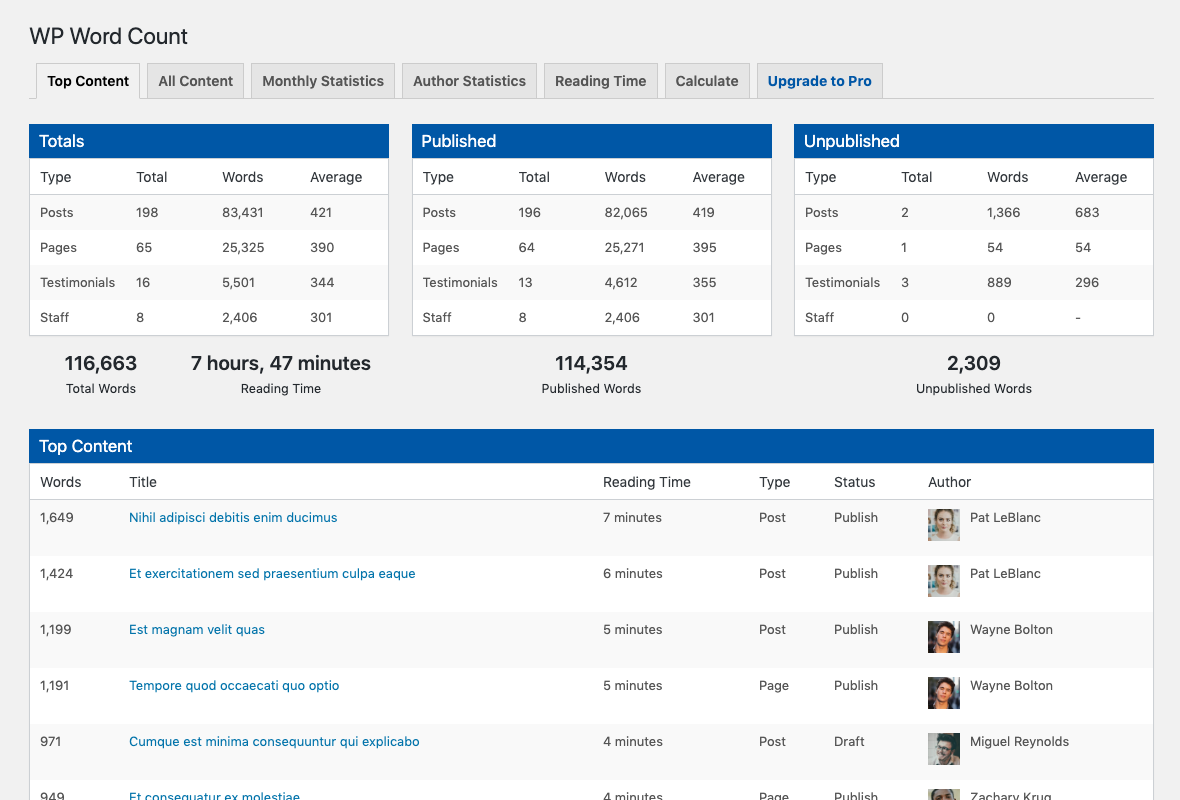 WP Word Count
Top Content All Content Monthly Statistics Author Statistics Reading Time Calculate Upgrade to Pro
Totals
Type Total Words Average
Posts 198 83,431 421
Pages 65 25,325 390
Testimonials 16 5,501 344
Staff 8 2,406 301
116,663 7 hours, 47 minutes
Total Words Reading Time
Published
Type Total Words Average
Posts 196 82,065 419
Pages 64 25,271 395
Testimonials 13 4,612 355
Staff 8 2,406 301
114,354
Published Words
Unpublished
Type Total Words Average
Posts 2 1,366 683
Pages 1 54 54
Testimonials 3 889 296
Staff 0 0 -
2,309
Unpublished Words
Top Content
Words Title Reading Time Type Status Author
1,649 Nihil adipisci debitis enim ducimus 7 minutes Post Publish Pat LeBlanc
1,424 Et exercitationem sed praesentium culpa eaque 6 minutes Post Publish Pat LeBlanc
1,199 Est magnam velit quas 5 minutes Post Publish Wayne Bolton
1,191 Tempore quod occaecati quo optio 5 minutes Page Publish Wayne Bolton
971 Cumque est minima consequuntur qui explicabo 4 minutes Post Draft Miguel Reynolds
949 Et consequatur ex molestiae 4 minutes Page Publish Zachary Krug